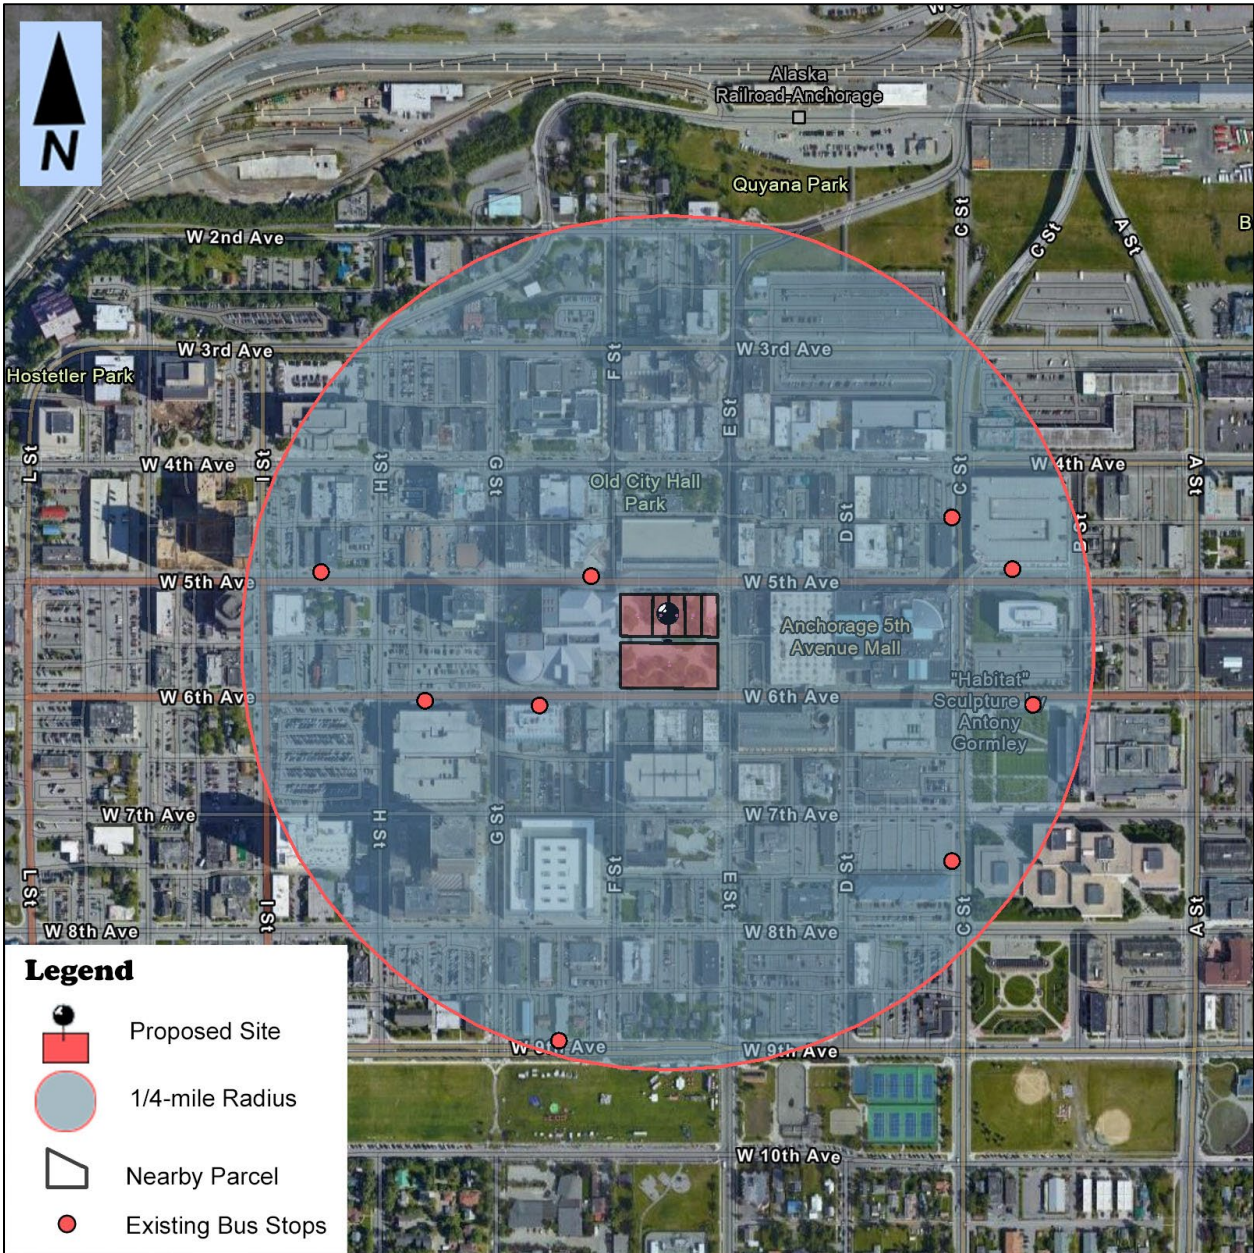 W C
N
Alaska
Railroad-Anchorage
Quyana Park
C St
C St
A St
B
W 2nd Ave
W 3rd Ave
W 3rd Ave
F St
E St
Hostetler Park
L St
W 4th Ave
I St
H St
G St
Old City Hall
Park
D St
C St
W 4th Ave
B St
A St
W 5th Ave
W 5th Ave
Anchorage 5th
Avenue Mall
W 6th Ave
W 6th Ave
"Habitat"
Sculpture by
Antony
Gormley
W 7th Ave
H St
G St
W 7th Ave
L St
I St
F St
E St
D St
C St
A St
W 8th Ave
W 8th Ave
W 9th Ave
W 9th Ave
W 10th Ave
Legend
Proposed Site
1/4-mile Radius
Nearby Parcel
Existing Bus Stops